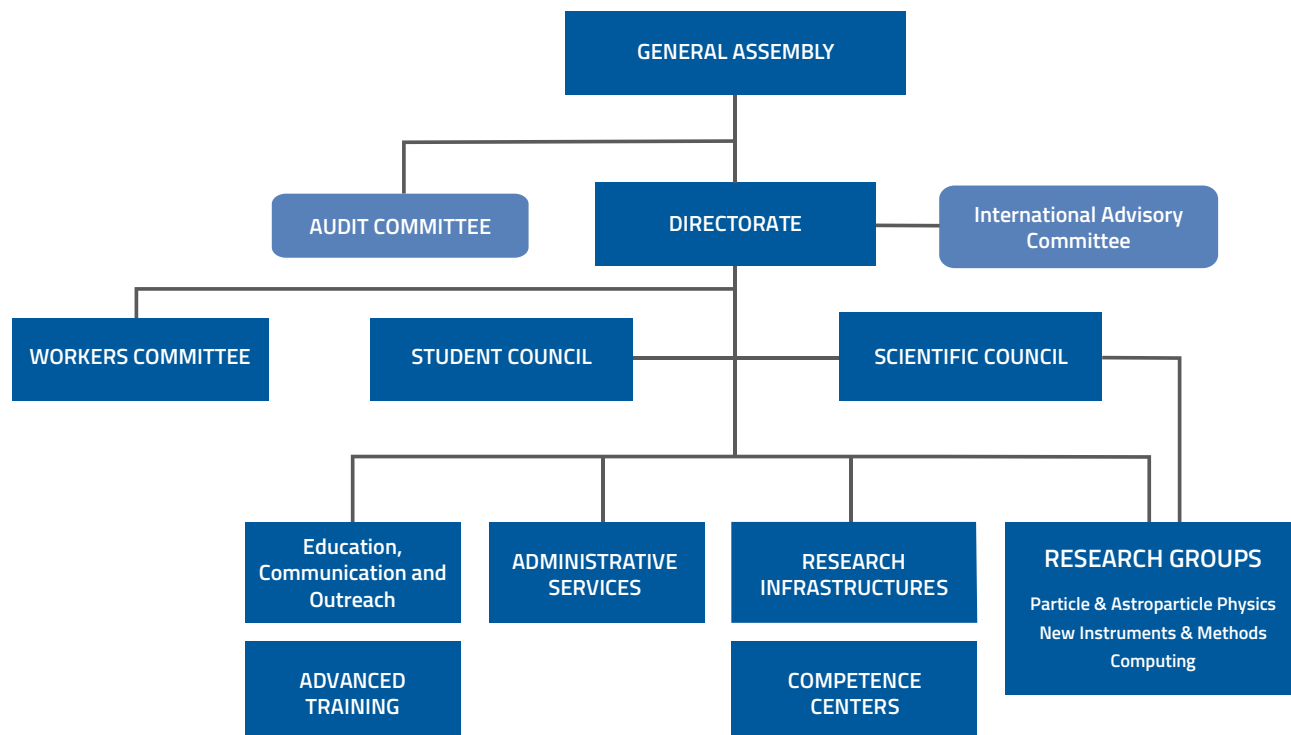 GENERAL ASSEMBLY
AUDIT COMMITTEE
DIRECTORATE
International Advisory
Committee
WORKERS COMMITTEE
STUDENT COUNCIL
SCIENTIFIC COUNCIL
Education,
Communication and
Outreach
ADMINISTRATIVE
SERVICES
RESEARCH
INFRASTRUCTURES
RESEARCH GROUPS
Particle & Astroparticle Physics
New Instruments & Methods
Computing
ADVANCED
TRAINING
COMPETENCE
CENTERS